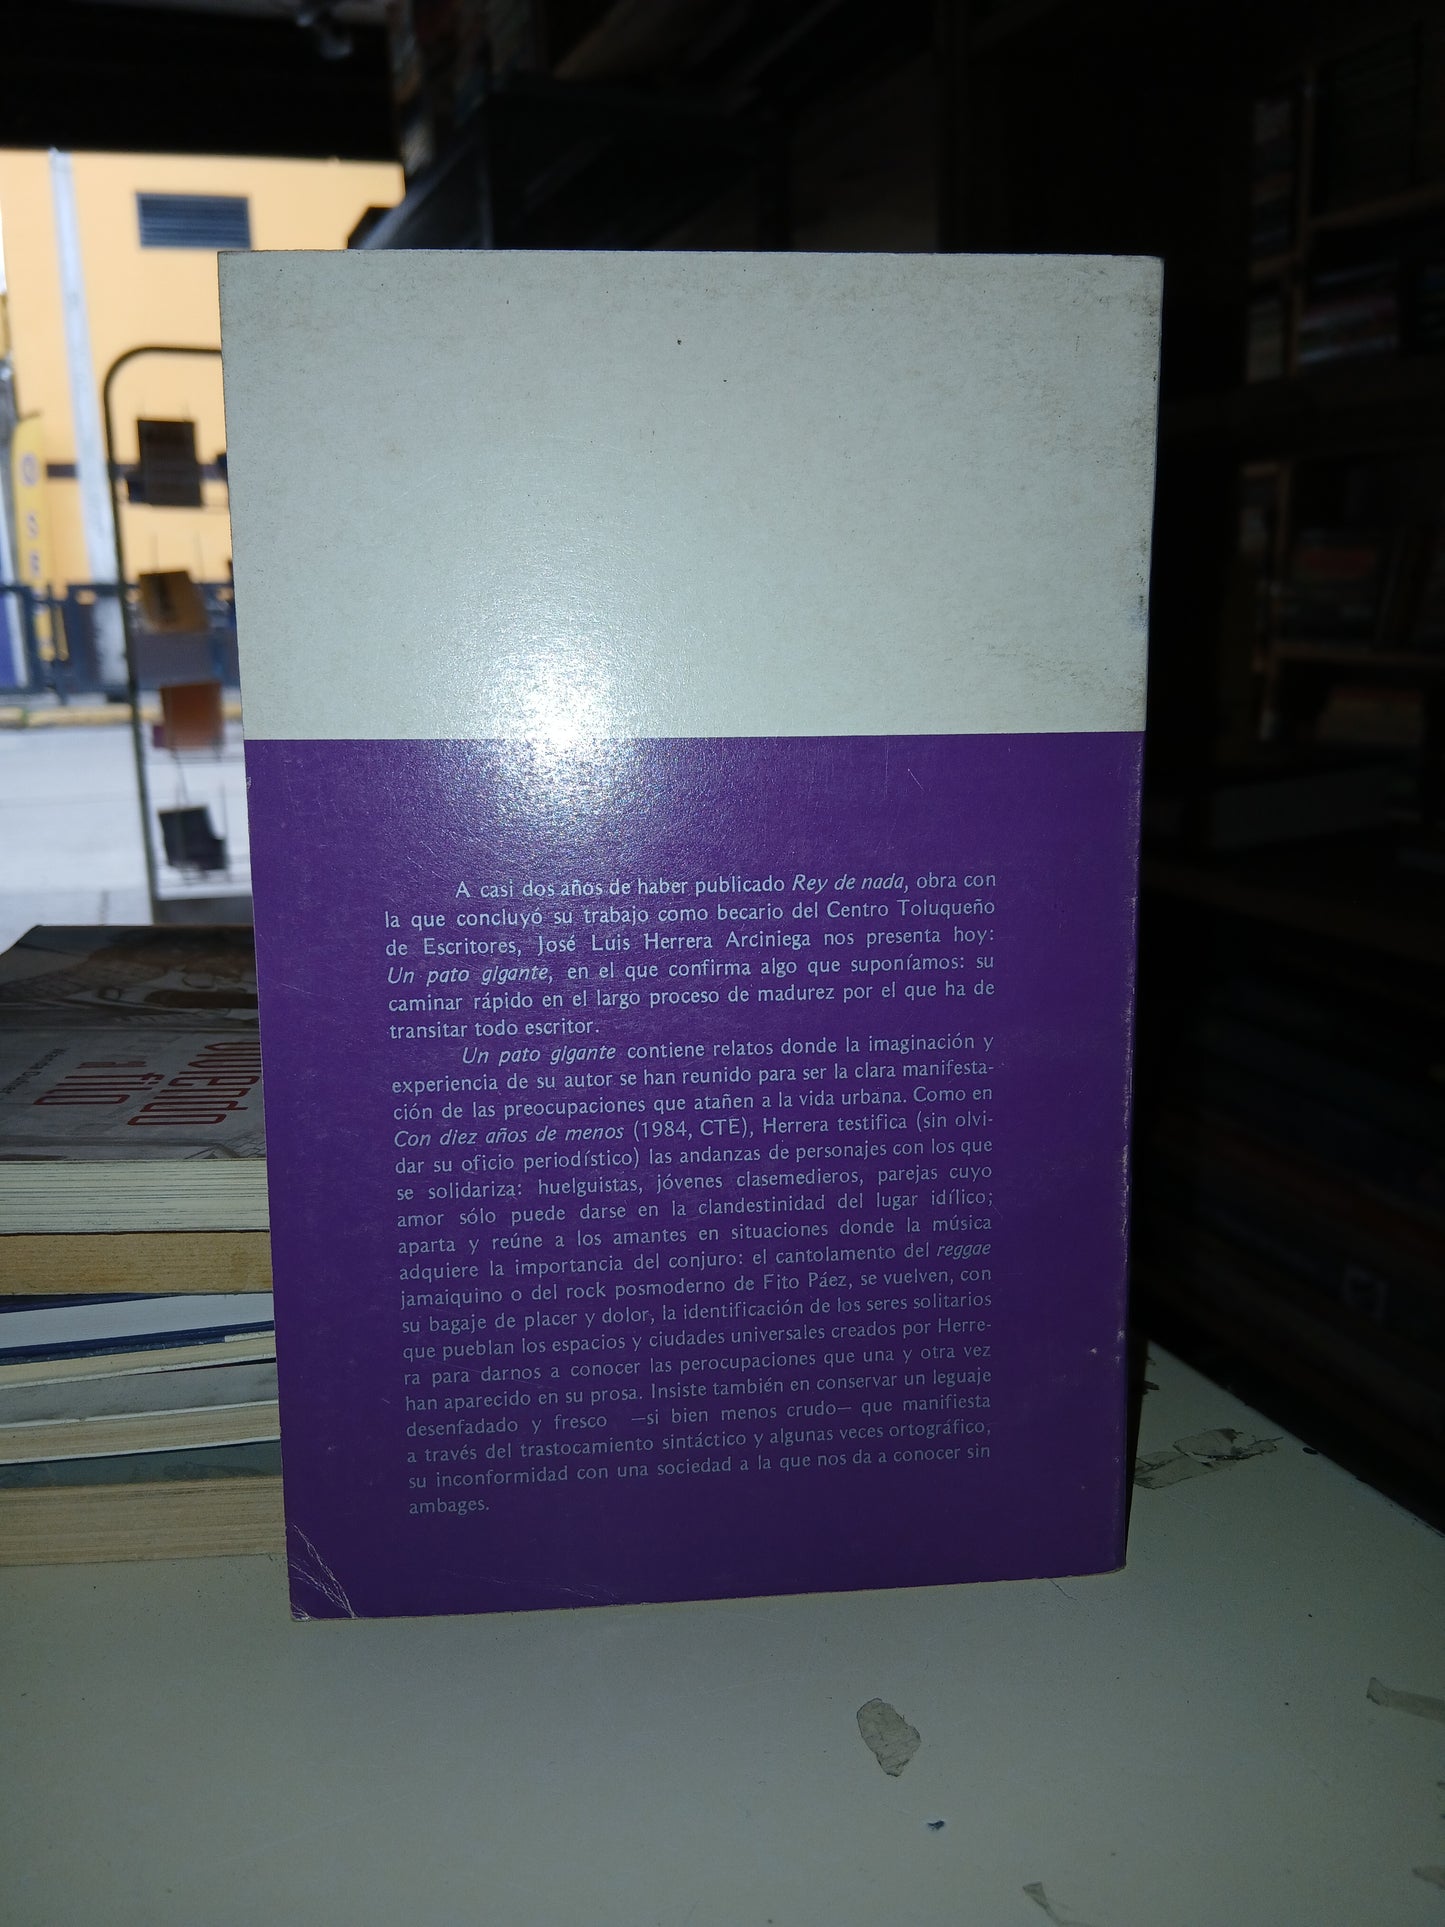 A casi dos años de haber publicado Rey de nada, obra con
la que concluyó su trabajo como becario del Centro Toluqueño
de Escritores, José Luis Herrera Arciniega nos presenta hoy:
Un pato gigante, en el que confirma algo que suponíamos: su
caminar rápido en el largo proceso de madurez por el que ha de
transitar todo escritor.
Un pato gigante contiene relatos donde la imaginación y
experiencia de su autor se han reunido para ser la clara manifesta-
ción de las preocupaciones que atañen a la vida urbana. Como en
Con diez años de menos (1984, CTE), Herrera testifica (sin olvi-
dar su oficio periodístico) las andanzas de personajes con los que
se solidariza: huelguistas, jóvenes clasemedieros, parejas cuyo
amor sólo puede darse en la clandestinidad del lugar idílico;
aparta y reúne a los amantes en situaciones donde la música
adquiere la importancia del conjuro: el cantolamento del reggae
jamaiquino o del rock posmoderno de Fito Páez, se vuelven, con
su bagaje de placer y dolor, la identificación de los seres solitarios
que pueblan los espacios y ciudades universales creados por Herre-
ra para darnos a conocer las perocupaciones que una y otra vez
han aparecido en su prosa. Insiste también en conservar un leguaje
desenfadado y fresco —si bien menos crudo— que manifiesta
a través del trastocamiento sintáctico y algunas veces ortográfico,
su inconformidad con una sociedad a la que nos da a conocer sin
ambages.